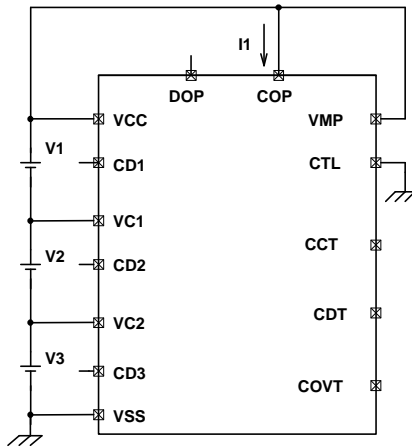 I1
DOP COP
VCC VMP
V1
CD1 CTL
VC1
CCT
V2
CD2
CDT
VC2
V3
CD3 COVT
VSS